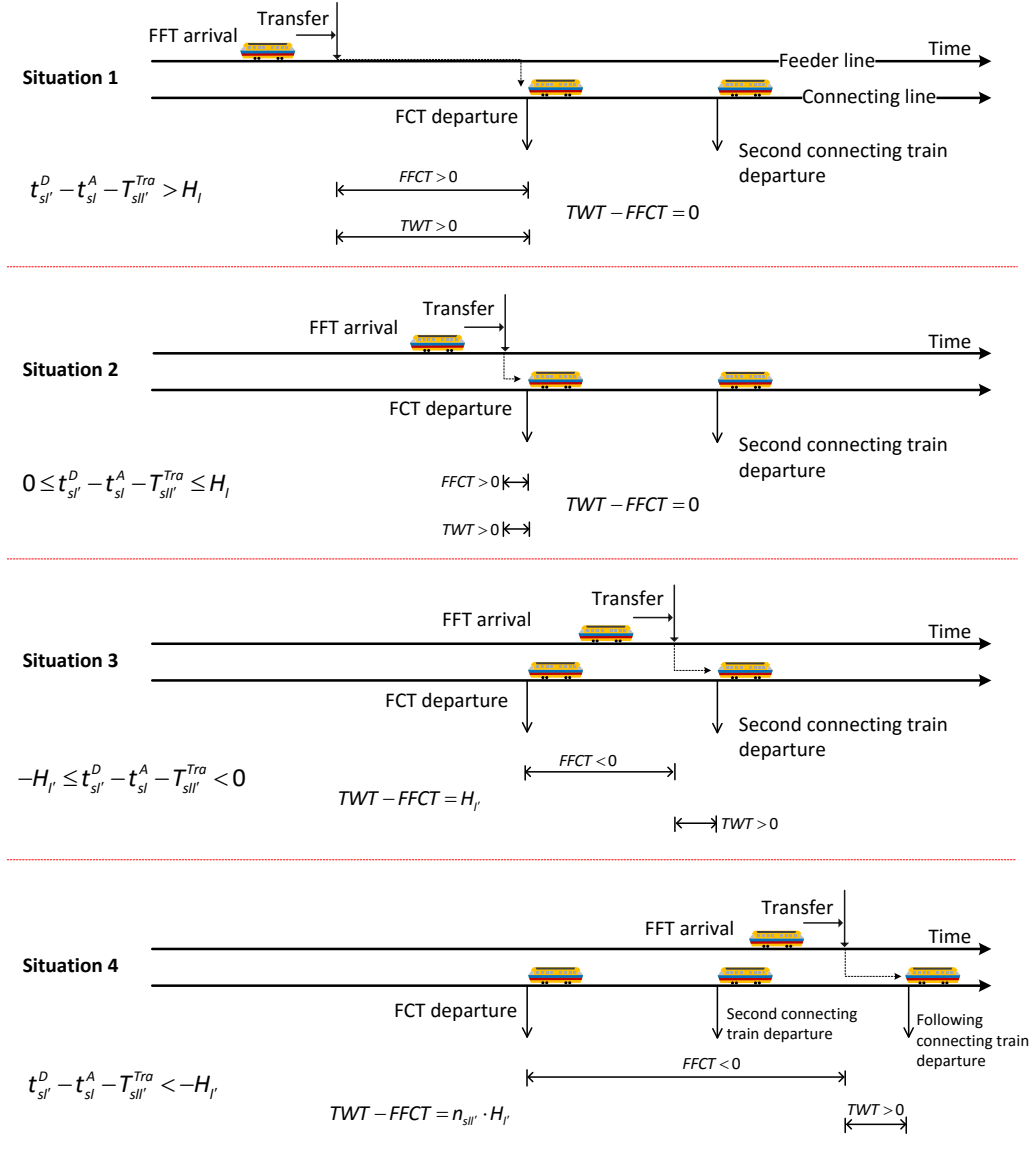 Transfer
FFT arrival
Time
Feeder line
Situation 1
Connecting line
FCT departure
Second connecting train
departure
t^D_{sl'} − t^A_{sl} − T^{Tra}_{sll'} > H_l
FFCT > 0
TWT − FFCT = 0
TWT > 0
Transfer
FFT arrival
Time
Situation 2
FCT departure
Second connecting train
departure
0 ≤ t^D_{sl'} − t^A_{sl} − T^{Tra}_{sll'} ≤ H_l
FFCT > 0
TWT − FFCT = 0
TWT > 0
Transfer
FFT arrival
Time
Situation 3
FCT departure
Second connecting train
departure
FFCT < 0
−H_{l'} ≤ t^D_{sl'} − t^A_{sl} − T^{Tra}_{sll'} < 0
TWT − FFCT = H_{l'}
TWT > 0
Transfer
FFT arrival
Time
Situation 4
FCT departure
Second connecting
train departure
Following
connecting train
departure
FFCT < 0
t^D_{sl'} − t^A_{sl} − T^{Tra}_{sll'} < −H_{l'}
TWT − FFCT = n_{sll'} · H_{l'}
TWT > 0